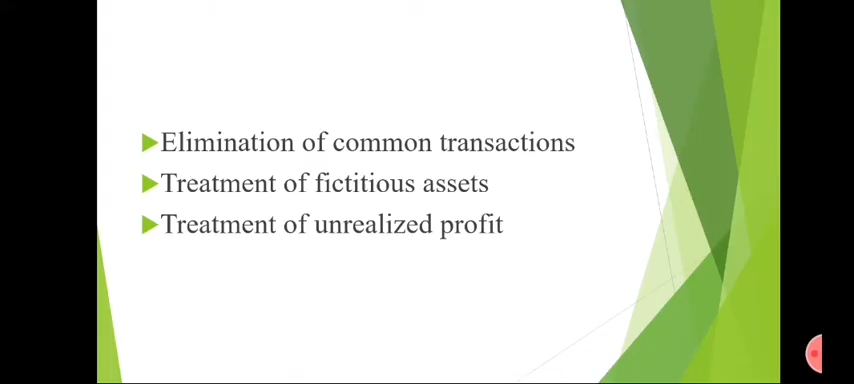 Elimination of common transactions
Treatment of fictitious assets
Treatment of unrealized profit